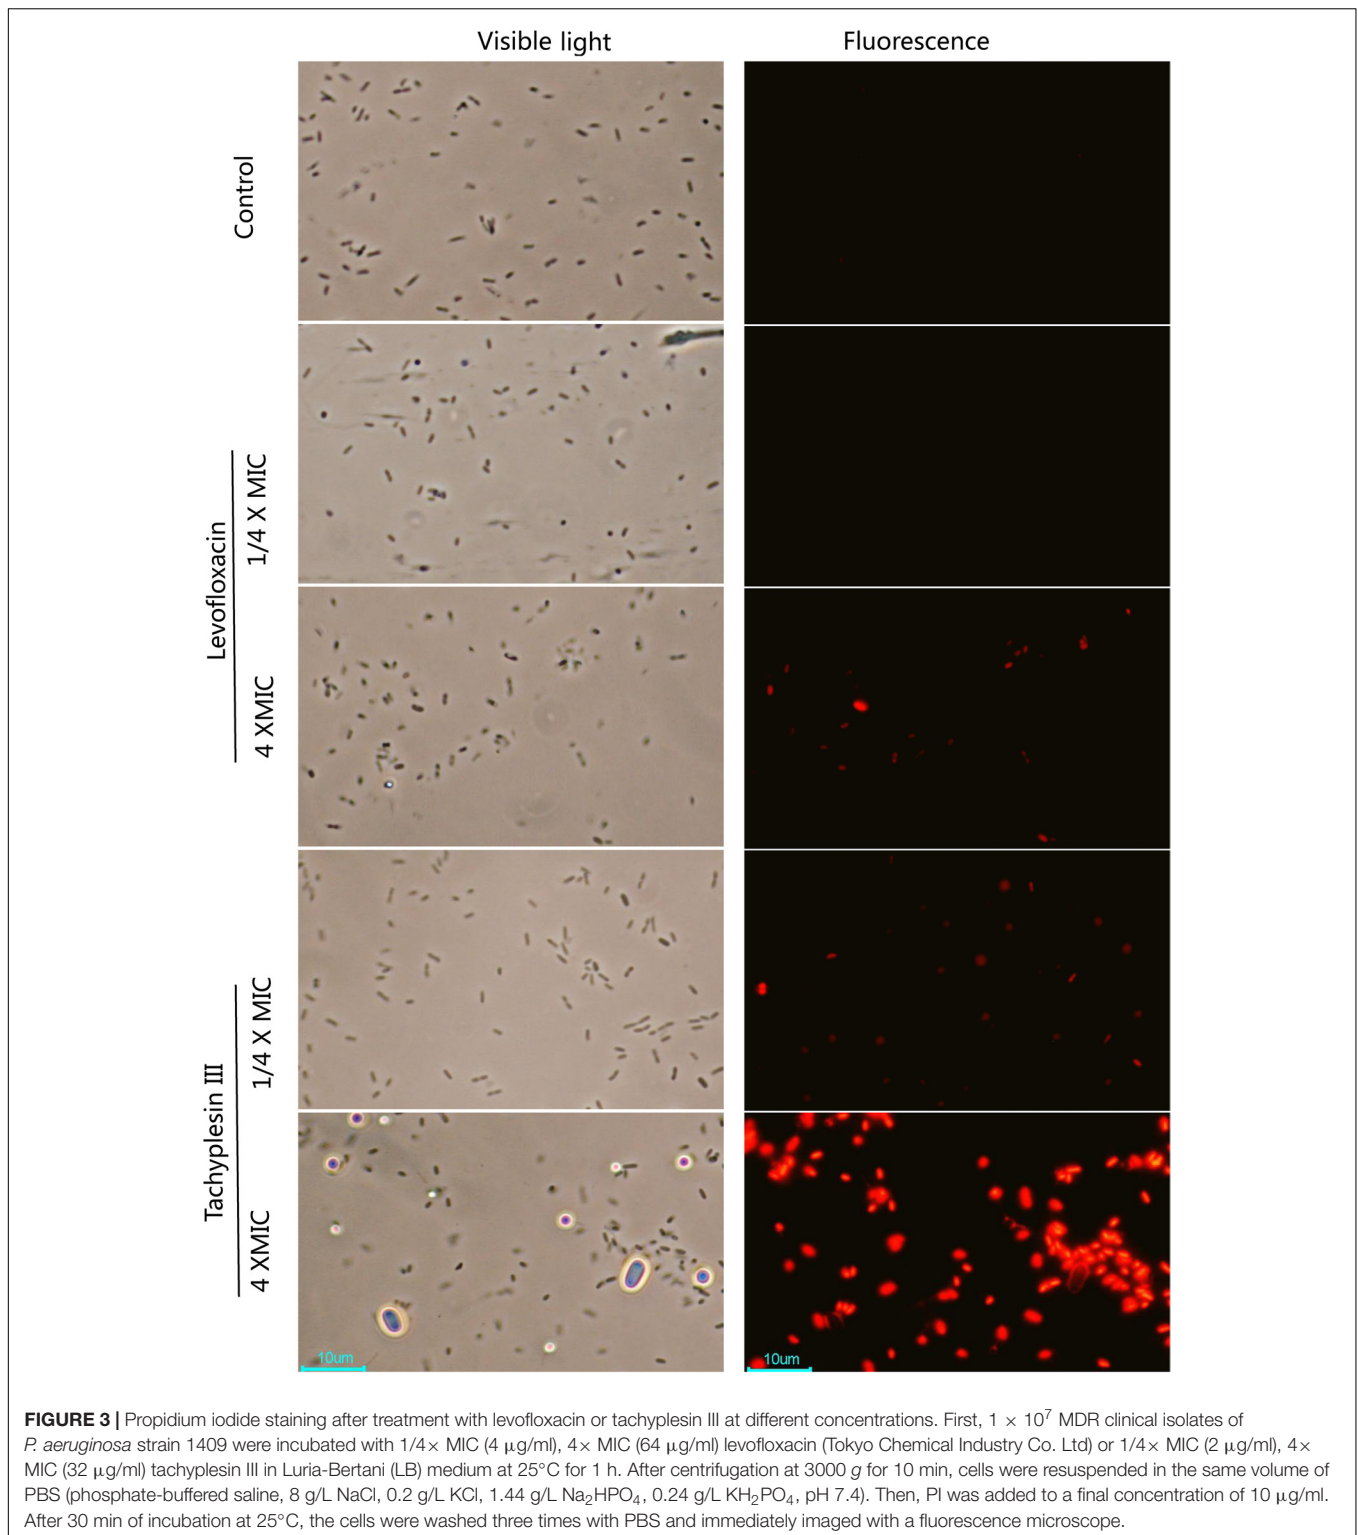 Visible light
Fluorescence
Control
Levofloxacin
1/4 X MIC
4 XMIC
Tachyplesin III
1/4 X MIC
4 XMIC
10um
10um
FIGURE 3 | Propidium iodide staining after treatment with levofloxacin or tachyplesin III at different concentrations. First, 1 × 10⁷ MDR clinical isolates of
P. aeruginosa strain 1409 were incubated with 1/4× MIC (4 μg/ml), 4× MIC (64 μg/ml) levofloxacin (Tokyo Chemical Industry Co. Ltd) or 1/4× MIC (2 μg/ml), 4×
MIC (32 μg/ml) tachyplesin III in Luria-Bertani (LB) medium at 25°C for 1 h. After centrifugation at 3000 g for 10 min, cells were resuspended in the same volume of
PBS (phosphate-buffered saline, 8 g/L NaCl, 0.2 g/L KCl, 1.44 g/L Na₂HPO₄, 0.24 g/L KH₂PO₄, pH 7.4). Then, PI was added to a final concentration of 10 μg/ml.
After 30 min of incubation at 25°C, the cells were washed three times with PBS and immediately imaged with a fluorescence microscope.